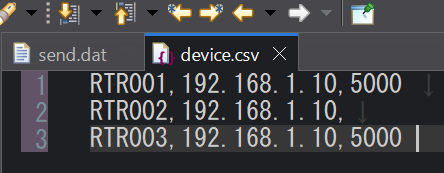 send.dat
device.csv
1 RTR001,192.168.1.10,5000 ↓
2 RTR002,192.168.1.10, ↓
3 RTR003,192.168.1.10,5000